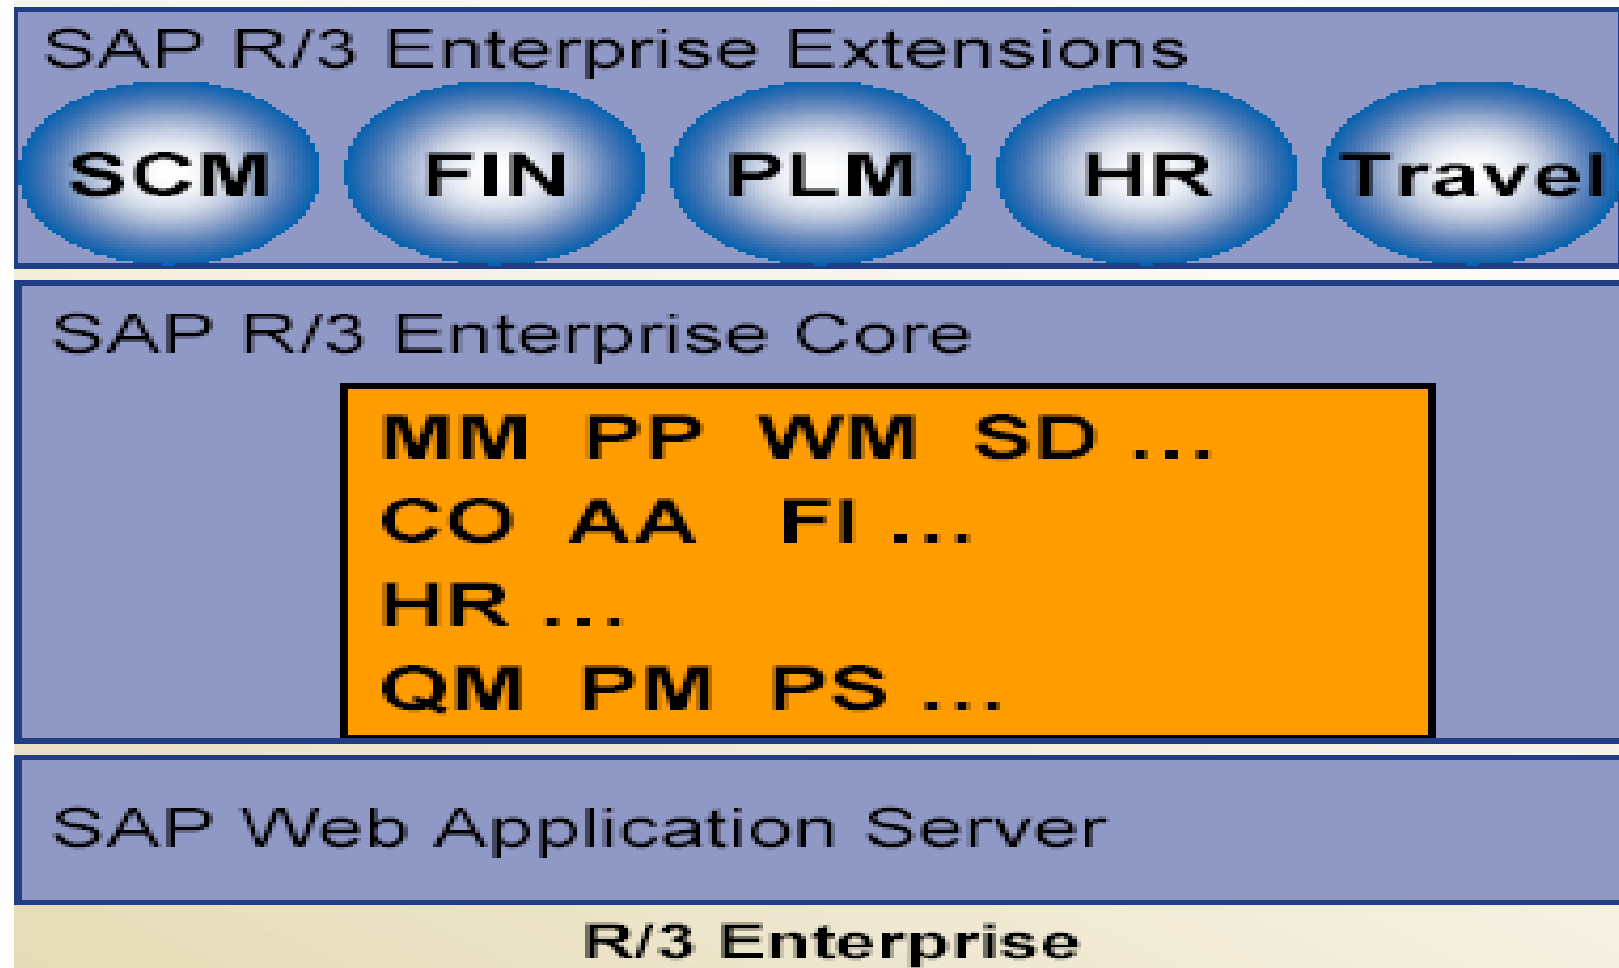 SAP R/3 Enterprise Extensions
SCM FIN PLM HR Travel
SAP R/3 Enterprise Core
MM PP WM SD ...
CO AA FI ...
HR ...
QM PM PS ...
SAP Web Application Server
R/3 Enterprise